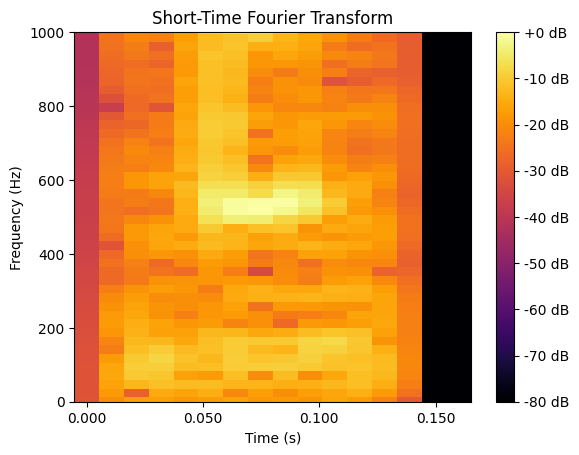 Short-Time Fourier Transform
1000
800
600
400
200
0
Frequency (Hz)
0.000
0.050
0.100
0.150
Time (s)
+0 dB
-10 dB
-20 dB
-30 dB
-40 dB
-50 dB
-60 dB
-70 dB
-80 dB